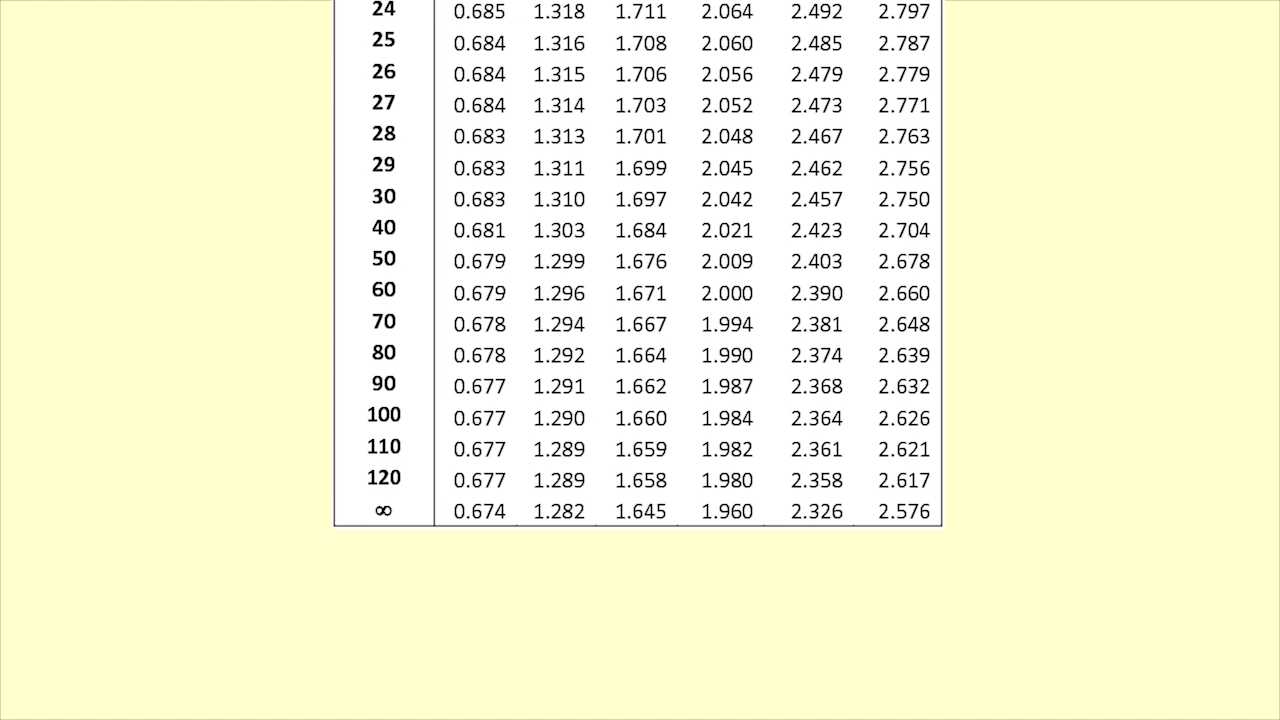 24 0.685 1.318 1.711 2.064 2.492 2.797
25 0.684 1.316 1.708 2.060 2.485 2.787
26 0.684 1.315 1.706 2.056 2.479 2.779
27 0.684 1.314 1.703 2.052 2.473 2.771
28 0.683 1.313 1.701 2.048 2.467 2.763
29 0.683 1.311 1.699 2.045 2.462 2.756
30 0.683 1.310 1.697 2.042 2.457 2.750
40 0.681 1.303 1.684 2.021 2.423 2.704
50 0.679 1.299 1.676 2.009 2.403 2.678
60 0.679 1.296 1.671 2.000 2.390 2.660
70 0.678 1.294 1.667 1.994 2.381 2.648
80 0.678 1.292 1.664 1.990 2.374 2.639
90 0.677 1.291 1.662 1.987 2.368 2.632
100 0.677 1.290 1.660 1.984 2.364 2.626
110 0.677 1.289 1.659 1.982 2.361 2.621
120 0.677 1.289 1.658 1.980 2.358 2.617
∞ 0.674 1.282 1.645 1.960 2.326 2.576